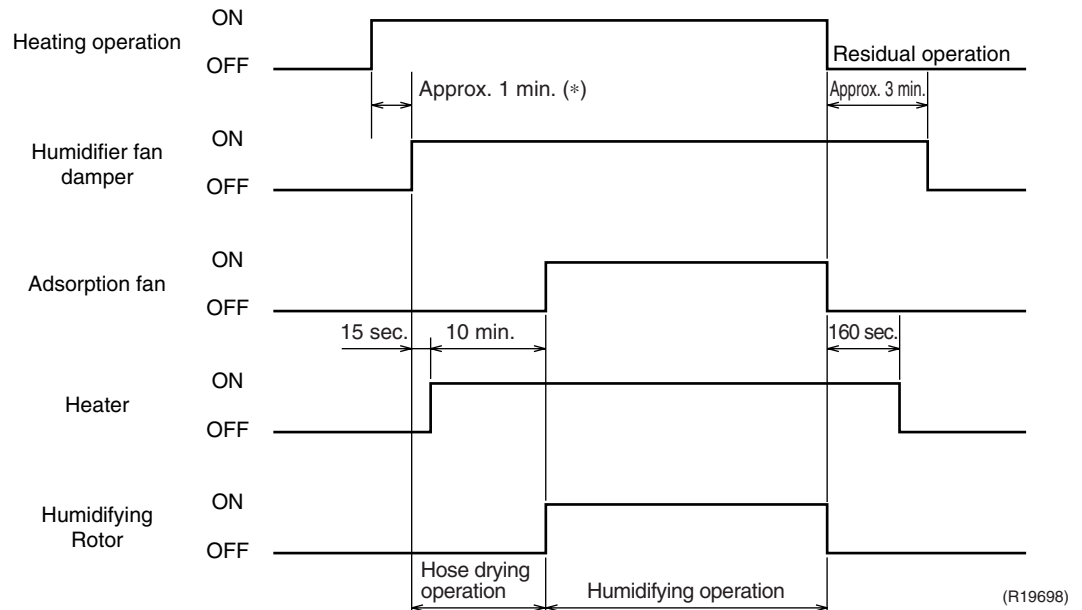 ON
Heating operation
OFF
Residual operation
Approx. 1 min. (*)
Approx. 3 min.
ON
Humidifier fan
damper
OFF
ON
Adsorption fan
OFF
15 sec.
10 min.
160 sec.
ON
Heater
OFF
ON
Humidifying
Rotor
OFF
Hose drying
operation
Humidifying operation
(R19698)